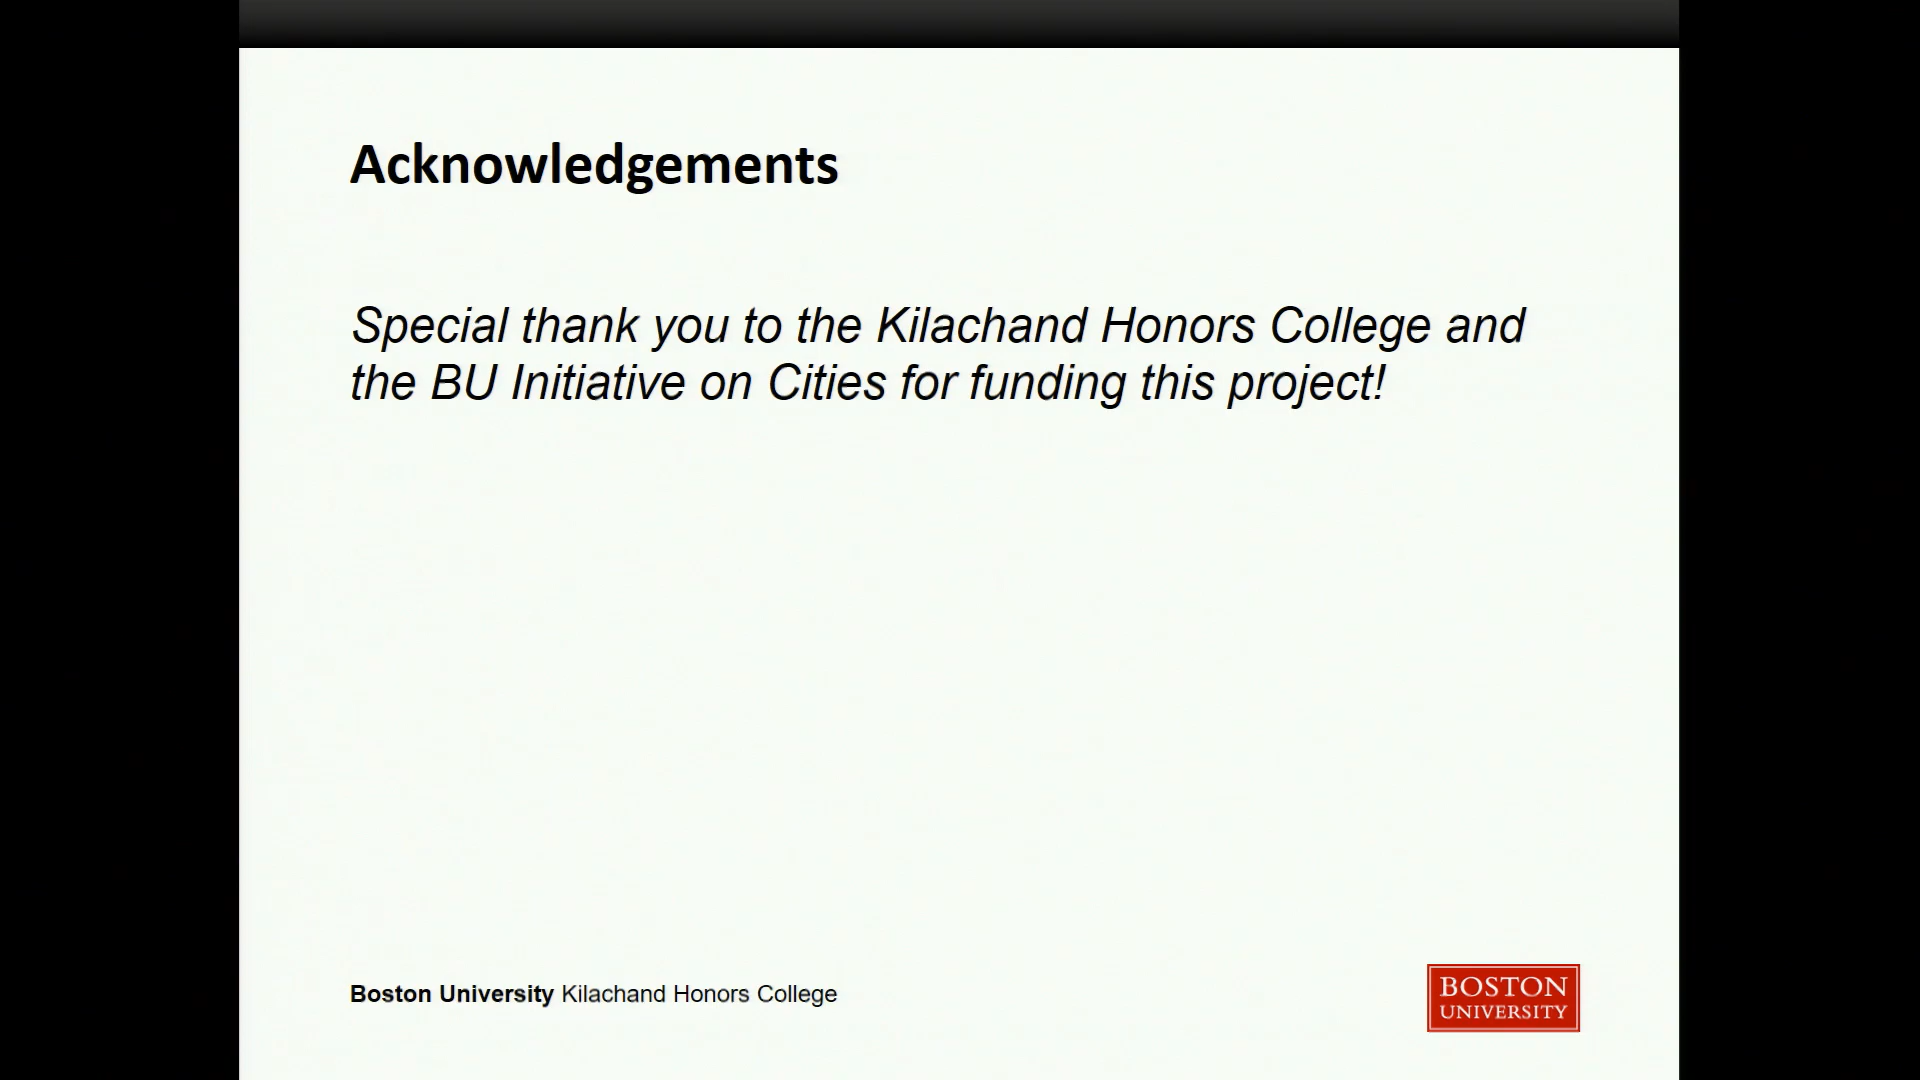 Acknowledgements
Special thank you to the Kilachand Honors College and
the BU Initiative on Cities for funding this project!
Boston University Kilachand Honors College
BOSTON
UNIVERSITY